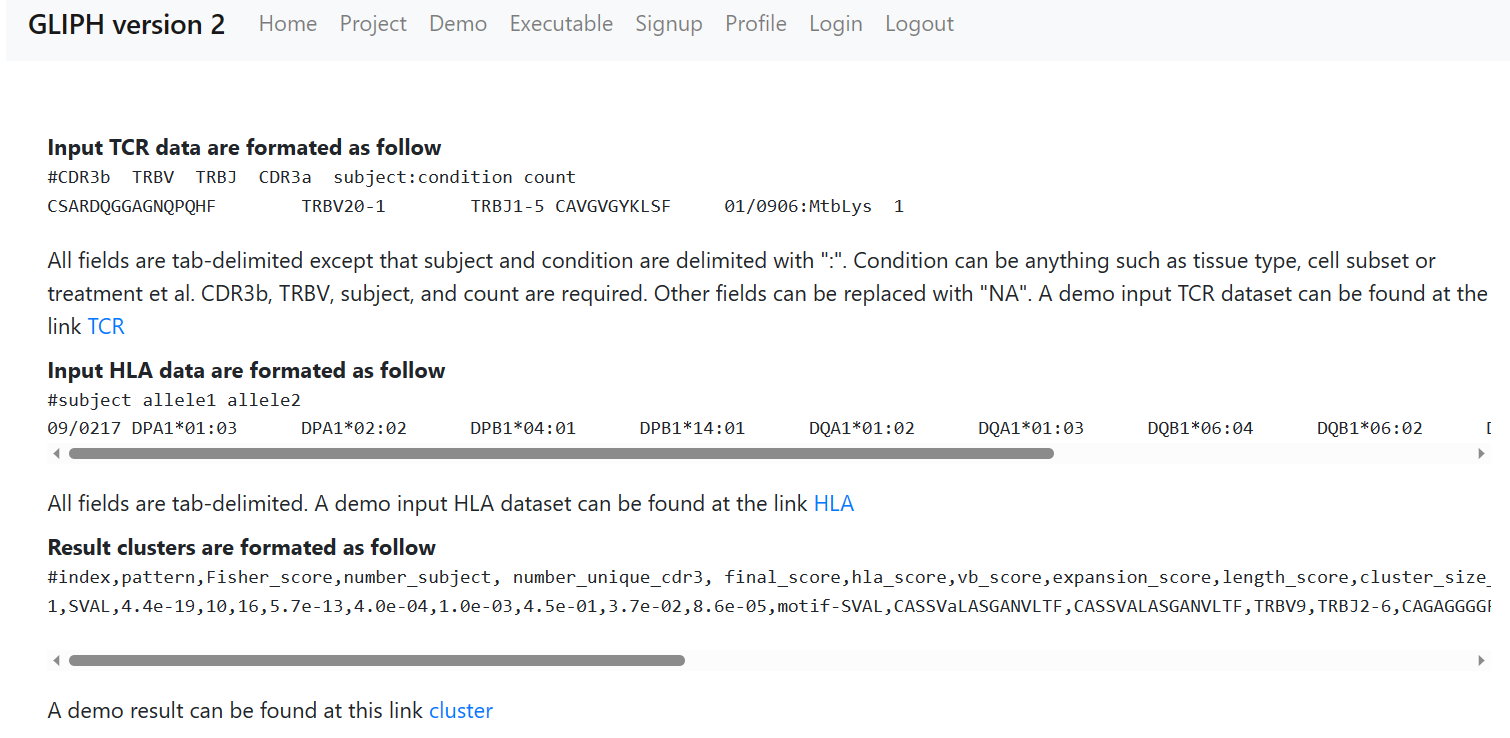 GLIPH version 2 Home Project Demo Executable Signup Profile Login Logout
Input TCR data are formated as follow
#CDR3b TRBV TRBJ CDR3a subject:condition count
CSARDQGGAGNQPQHF TRBV20-1 TRBJ1-5 CAVGVGYKLSF 01/0906:MtbLys 1
All fields are tab-delimited except that subject and condition are delimited with ":". Condition can be anything such as tissue type, cell subset or
treatment et al. CDR3b, TRBV, subject, and count are required. Other fields can be replaced with "NA". A demo input TCR dataset can be found at the
link TCR
Input HLA data are formated as follow
#subject allele1 allele2
09/0217 DPA1*01:03 DPA1*02:02 DPB1*04:01 DPB1*14:01 DQA1*01:02 DQA1*01:03 DQB1*06:04 DQB1*06:02
All fields are tab-delimited. A demo input HLA dataset can be found at the link HLA
Result clusters are formated as follow
#index,pattern,Fisher_score,number_subject, number_unique_cdr3, final_score,hla_score,vb_score,expansion_score,length_score,cluster_size_
1,SVAL,4.4e-19,10,16,5.7e-13,4.0e-04,1.0e-03,4.5e-01,3.7e-02,8.6e-05,motif-SVAL,CASSVaLASGANVLTF,CASSVALASGANVLTF,TRBV9,TRBJ2-6,CAGAGGGGF
A demo result can be found at this link cluster